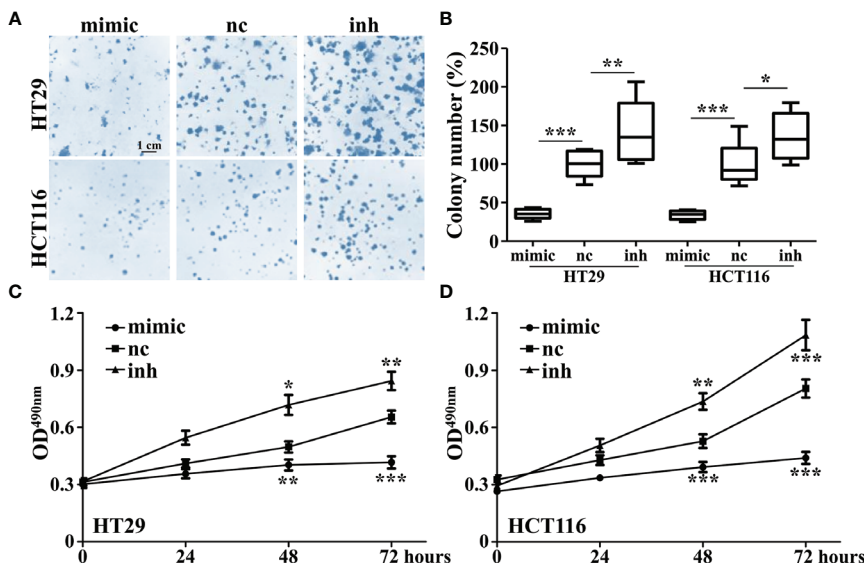 A
mimic nc inh
HT29
1 cm
HCT116
B
Colony number (%)
250
200
150
100
50
0
*** ** *** *
mimic nc inh mimic nc inh
HT29 HCT116
C
OD490nm
1.2
0.9
0.6
0.3
0
mimic
nc
inh
* **
** ***
HT29
0 24 48 72 hours
D
OD490nm
1.2
0.9
0.6
0.3
0
mimic
nc
inh
** ***
*** ***
HCT116
0 24 48 72 hours